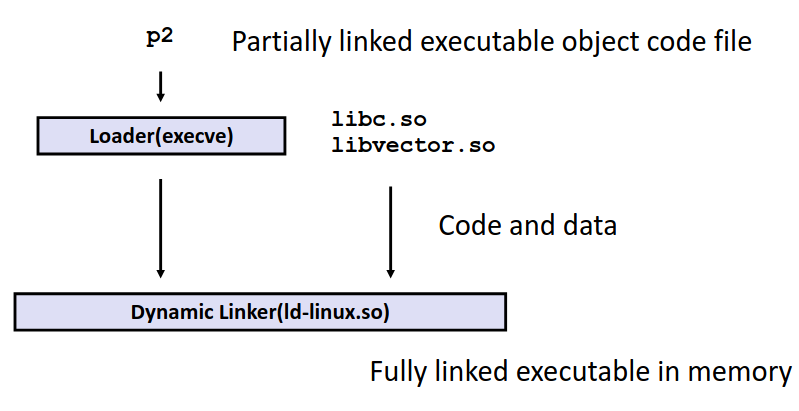 p2
Partially linked executable object code file
Loader(execve)
libc.so
libvector.so
Code and data
Dynamic Linker(ld-linux.so)
Fully linked executable in memory